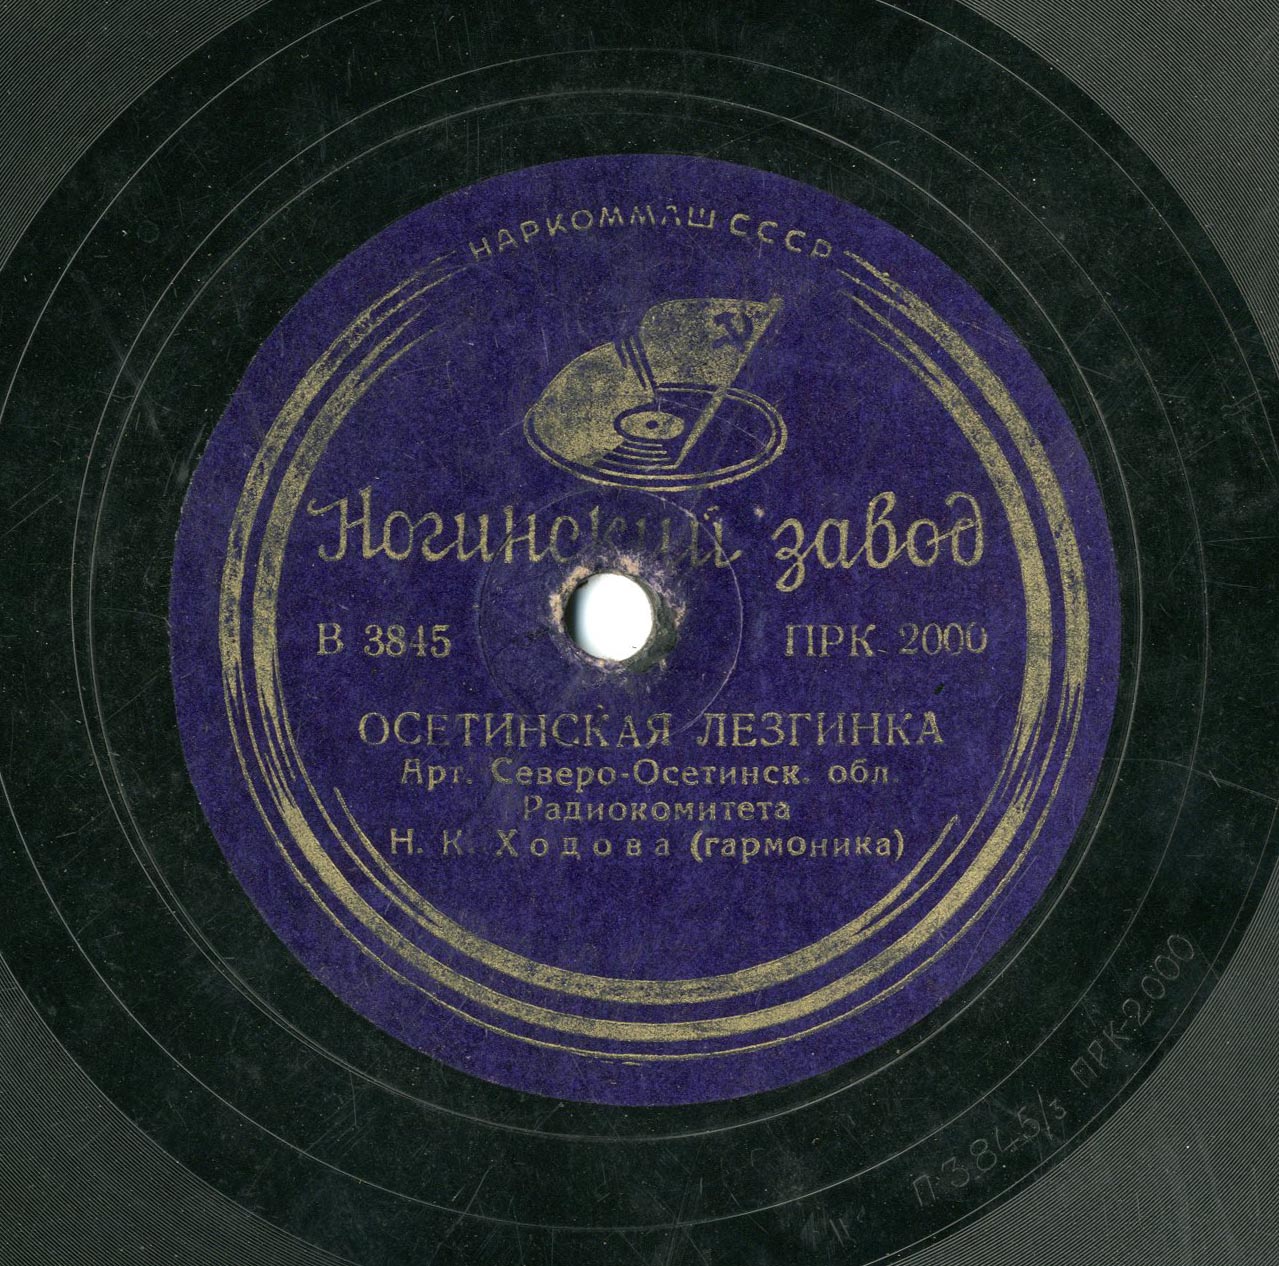 НАРКОММАШ СССР
Ногинский завод
В 3845
ПРК 2000
ОСЕТИНСКАЯ ЛЕЗГИНКА
Арт. Северо-Осетинск. обл.
Радиокомитета
Н. К. Ходова (гармоника)
П 3845/3 ПРК-2000